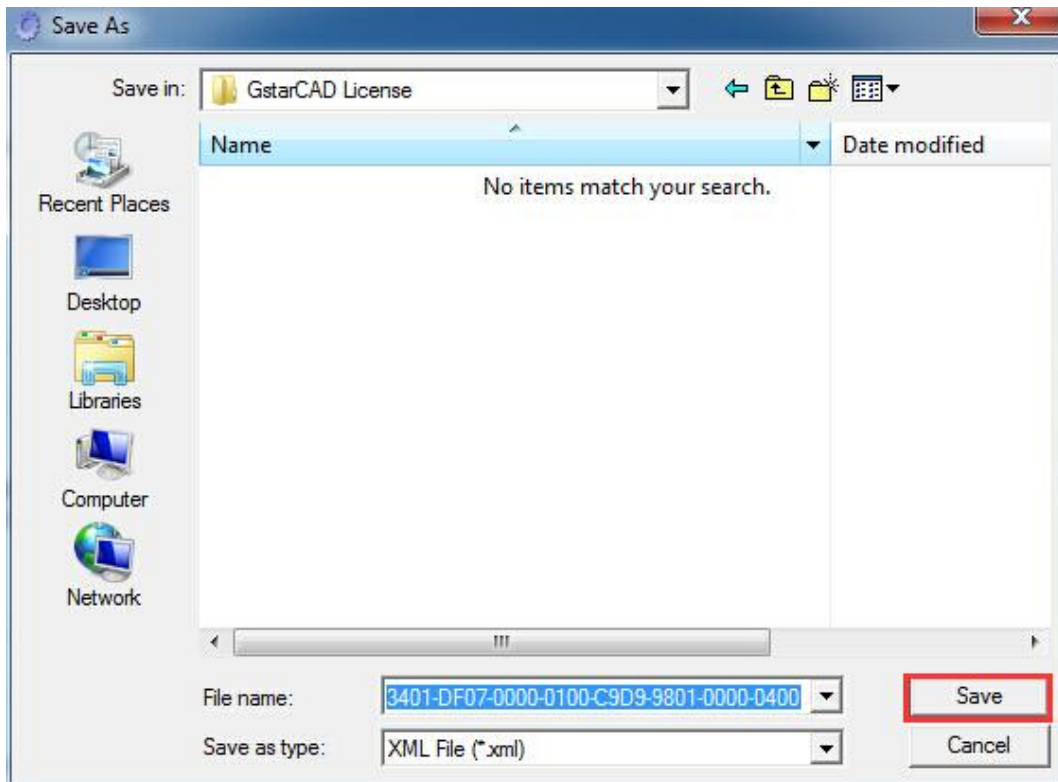 Save As
Save in: GstarCAD License
Name Date modified
No items match your search.
Recent Places
Desktop
Libraries
Computer
Network
File name: 3401-DF07-0000-0100-C9D9-9801-0000-0400 Save
Save as type: XML File (*.xml) Cancel